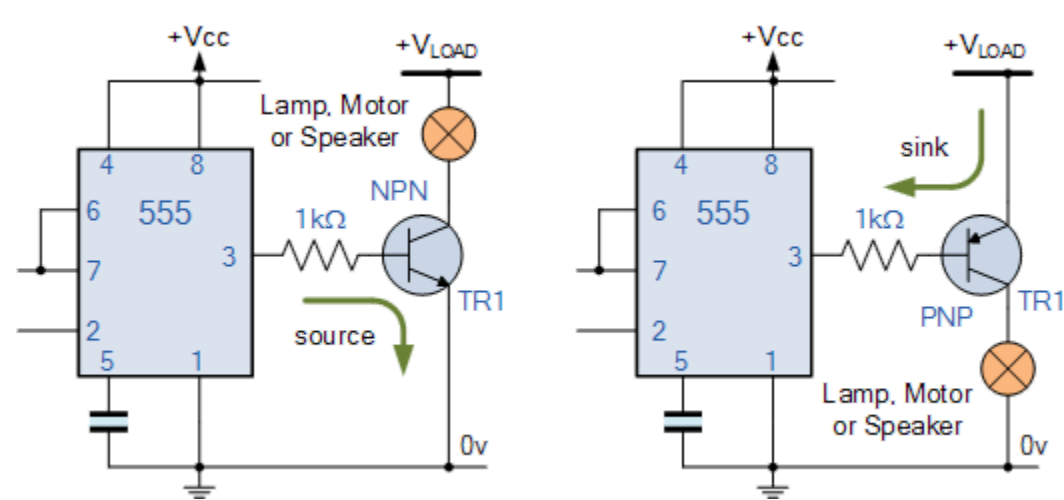 +Vcc
+VLOAD
Lamp, Motor
or Speaker
4
8
NPN
6
555
1kΩ
3
7
TR1
2
source
5
1
0v
+Vcc
+VLOAD
sink
4
8
6
555
1kΩ
3
7
TR1
PNP
2
5
1
Lamp, Motor
or Speaker
0v